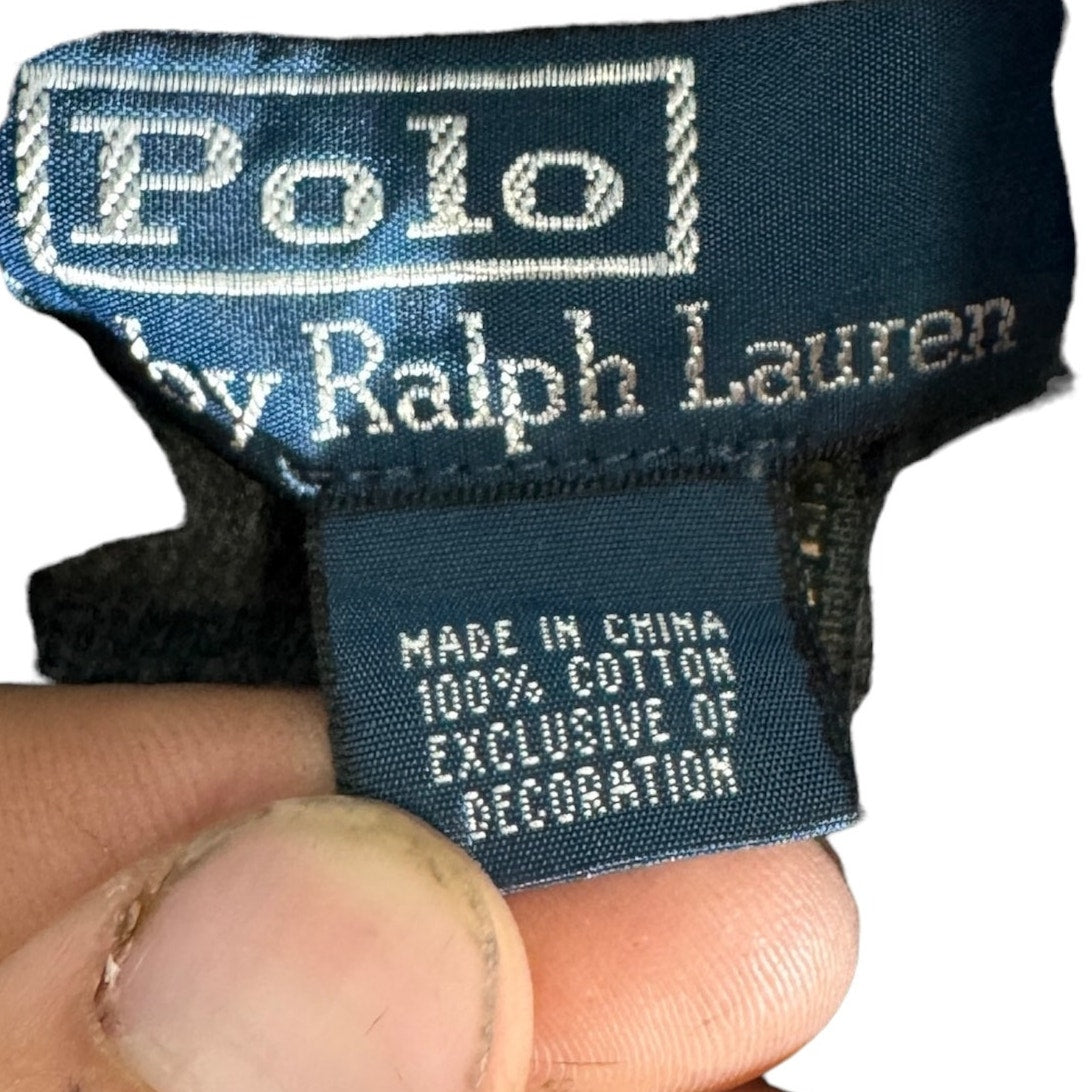 Polo
by Ralph Lauren
MADE IN CHINA
100% COTTON
EXCLUSIVE OF
DECORATION